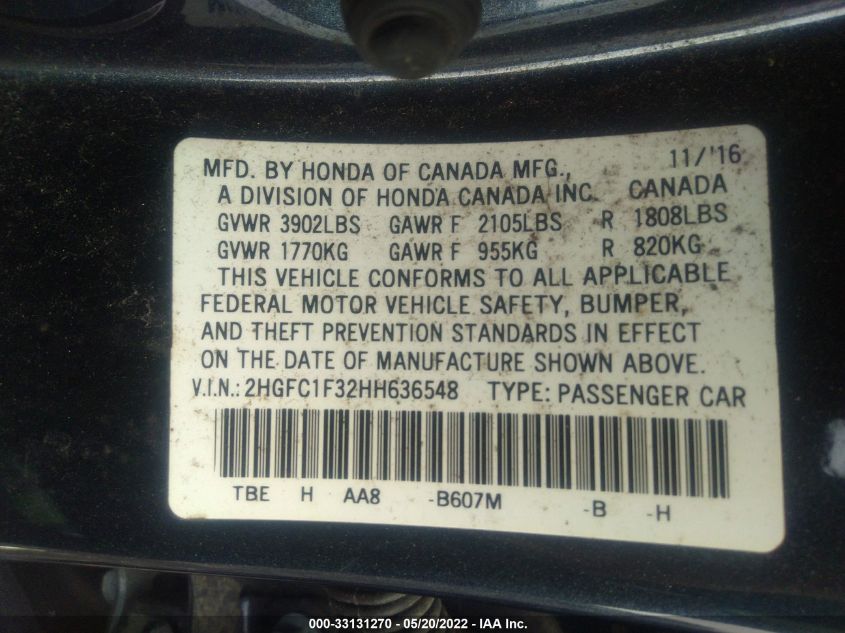 MFD. BY HONDA OF CANADA MFG., 11/'16
A DIVISION OF HONDA CANADA INC. CANADA
GVWR 3902LBS GAWR F 2105LBS R 1808LBS
GVWR 1770KG GAWR F 955KG R 820KG
THIS VEHICLE CONFORMS TO ALL APPLICABLE
FEDERAL MOTOR VEHICLE SAFETY, BUMPER,
AND THEFT PREVENTION STANDARDS IN EFFECT
ON THE DATE OF MANUFACTURE SHOWN ABOVE.
V.I.N.: 2HGFC1F32HH636548 TYPE: PASSENGER CAR
TBE H AA8 -B607M -B -H
000-33131270 - 05/20/2022 - IAA Inc.